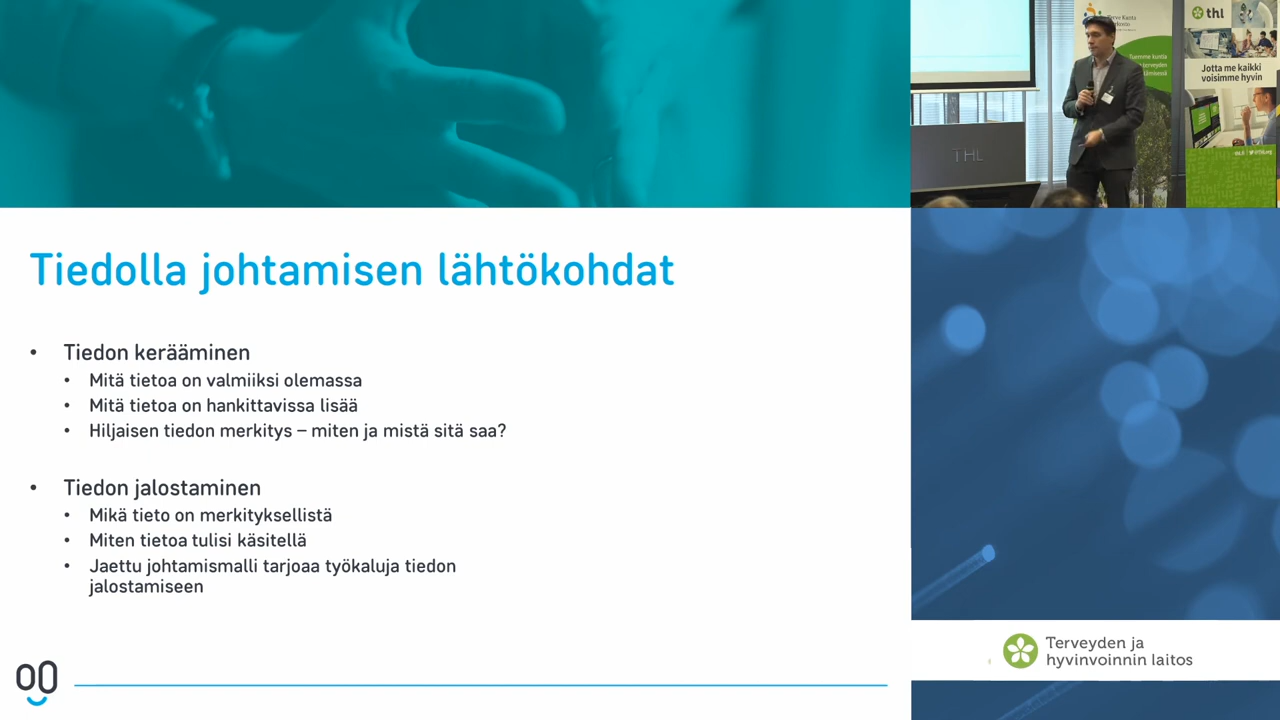 Tiedolla johtamisen lähtökohdat
• Tiedon kerääminen
• Mitä tietoa on valmiiksi olemassa
• Mitä tietoa on hankittavissa lisää
• Hiljaisen tiedon merkitys – miten ja mistä sitä saa?
• Tiedon jalostaminen
• Mikä tieto on merkityksellistä
• Miten tietoa tulisi käsitellä
• Jaettu johtamismalli tarjoaa työkaluja tiedon
jalostamiseen
THL
thl
Jotta me kaikki
voisimme hyvin
Terveyden ja
hyvinvoinnin laitos